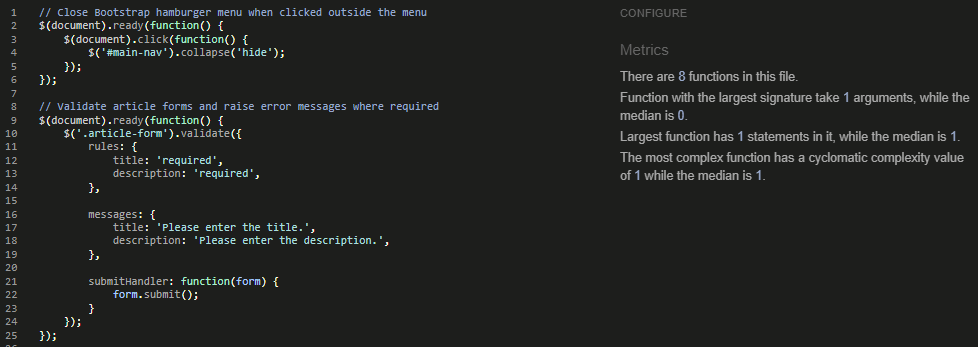 1 // Close Bootstrap hamburger menu when clicked outside the menu
2 $(document).ready(function() {
3     $(document).click(function() {
4         $('#main-nav').collapse('hide');
5     });
6 });
7
8 // Validate article forms and raise error messages where required
9 $(document).ready(function() {
10     $('.article-form').validate({
11         rules: {
12             title: 'required',
13             description: 'required',
14         },
15
16         messages: {
17             title: 'Please enter the title.',
18             description: 'Please enter the description.',
19         },
20
21         submitHandler: function(form) {
22             form.submit();
23         }
24     });
25 });
CONFIGURE
Metrics
There are 8 functions in this file.
Function with the largest signature take 1 arguments, while the
median is 0.
Largest function has 1 statements in it, while the median is 1.
The most complex function has a cyclomatic complexity value
of 1 while the median is 1.